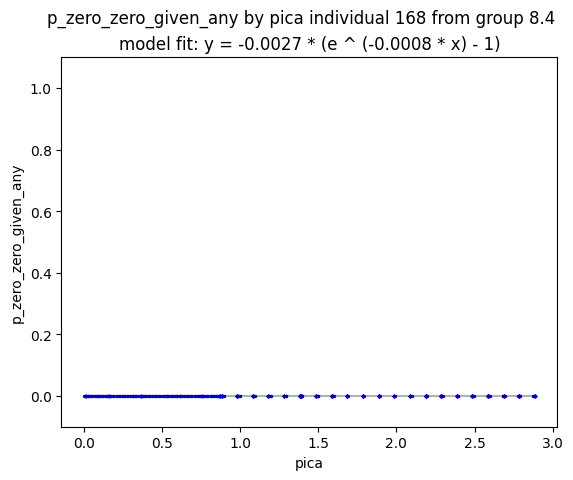 p_zero_zero_given_any by pica individual 168 from group 8.4
model fit: y = -0.0027 * (e ^ (-0.0008 * x) - 1)
1.0
0.8
0.6
0.4
0.2
0.0
p_zero_zero_given_any
0.0 0.5 1.0 1.5 2.0 2.5 3.0
pica